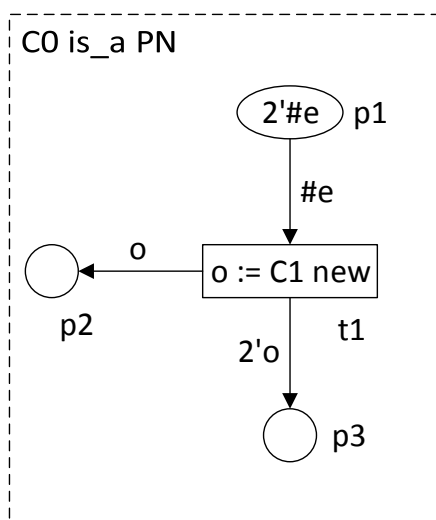 C0 is_a PN
2'#e
p1
#e
o
o := C1 new
p2
t1
2'o
p3